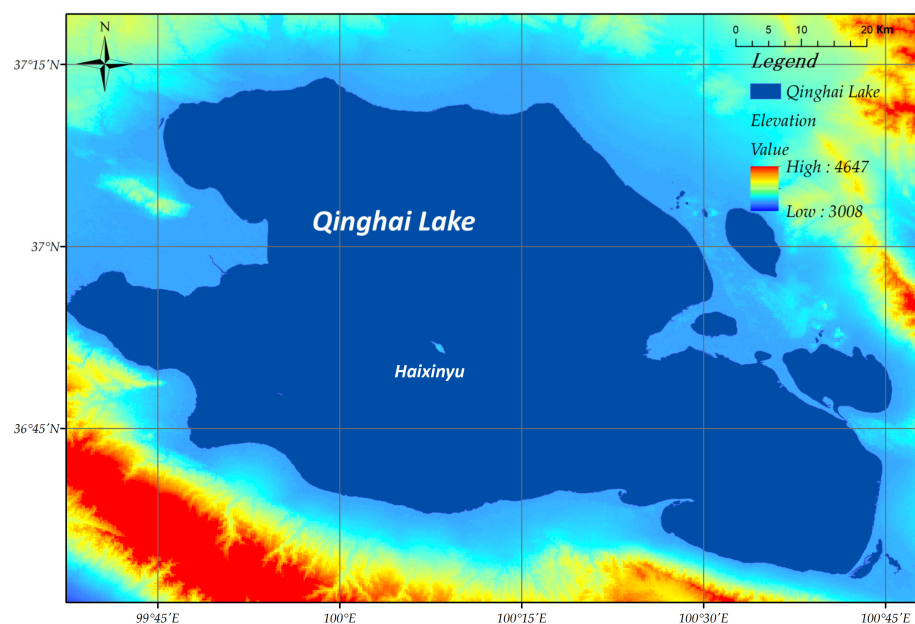 N
0 5 10 20 Km
37°15′N
Legend
Qinghai Lake
Elevation
Value
High : 4647
Low : 3008
Qinghai Lake
37°N
Haixinyu
36°45′N
99°45′E 100°E 100°15′E 100°30′E 100°45′E